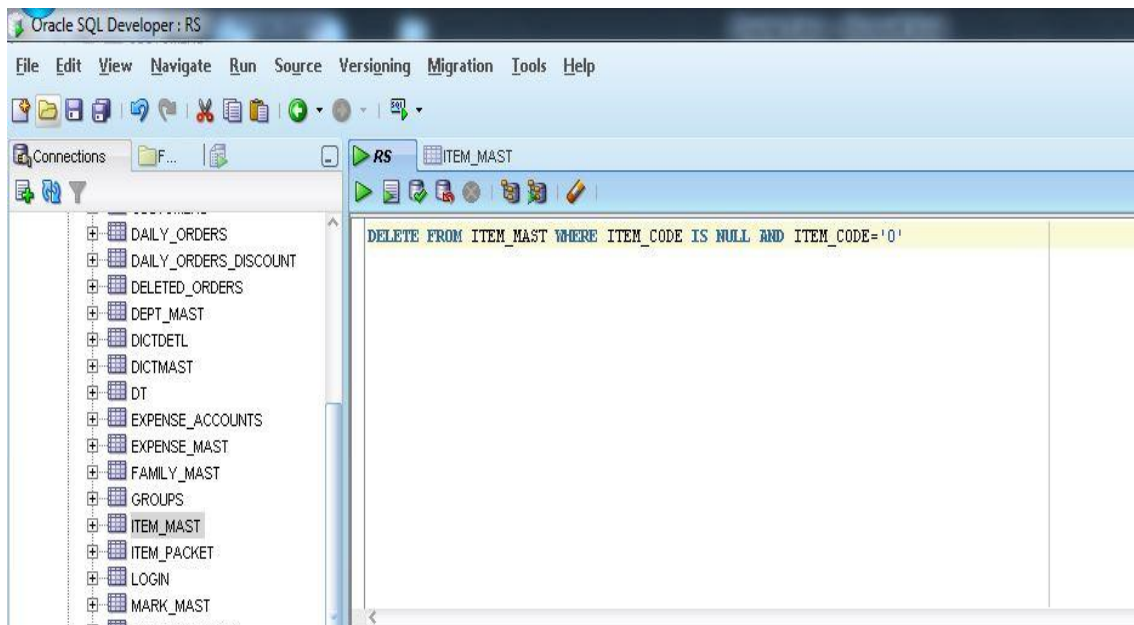 Oracle SQL Developer : RS
File Edit View Navigate Run Source Versioning Migration Tools Help
Connections
F...
RS
ITEM_MAST
DAILY_ORDERS
DAILY_ORDERS_DISCOUNT
DELETED_ORDERS
DEPT_MAST
DICTDETL
DICTMAST
DT
EXPENSE_ACCOUNTS
EXPENSE_MAST
FAMILY_MAST
GROUPS
ITEM_MAST
ITEM_PACKET
LOGIN
MARK_MAST
DELETE FROM ITEM_MAST WHERE ITEM_CODE IS NULL AND ITEM_CODE='0'